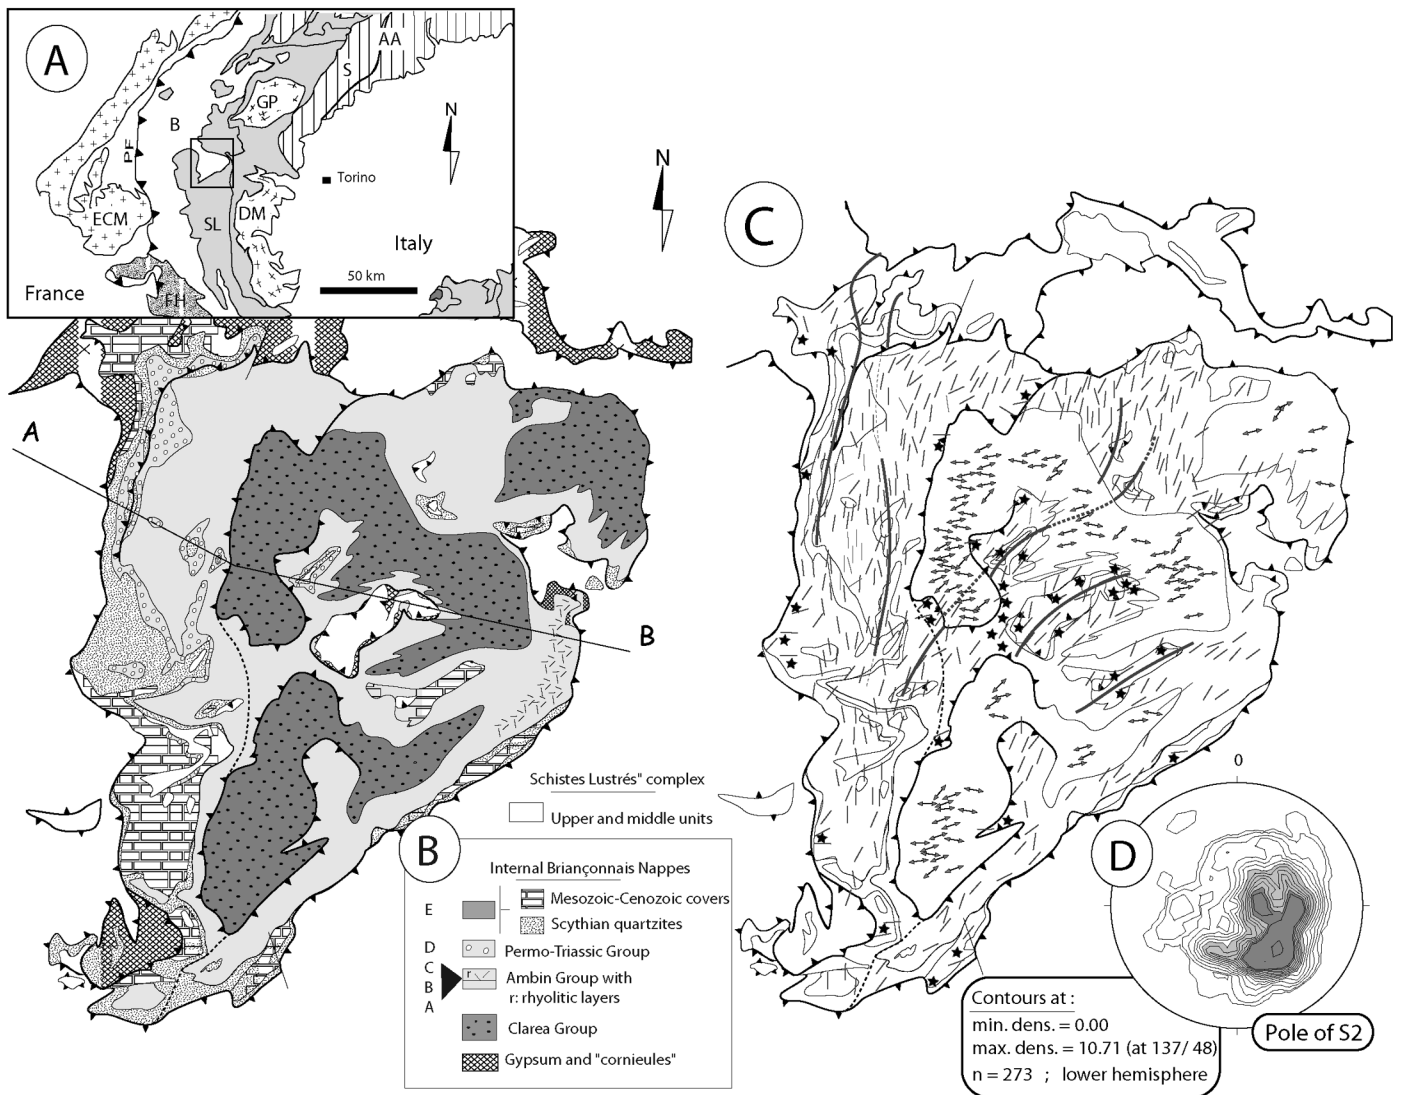 A
AA
S
GP
N
B
PF
Torino
ECM
SL
DM
Italy
50 km
France
FH
N
C
A
B
Schistes Lustrés" complex
Upper and middle units
B
Internal Briançonnais Nappes
E
Mesozoic-Cenozoic covers
Scythian quartzites
D
Permo-Triassic Group
C
r
Ambin Group with
B
r: rhyolitic layers
A
Clarea Group
Gypsum and "cornieules"
0
D
Contours at :
min. dens. = 0.00
max. dens. = 10.71 (at 137/ 48)
n = 273 ; lower hemisphere
Pole of S2